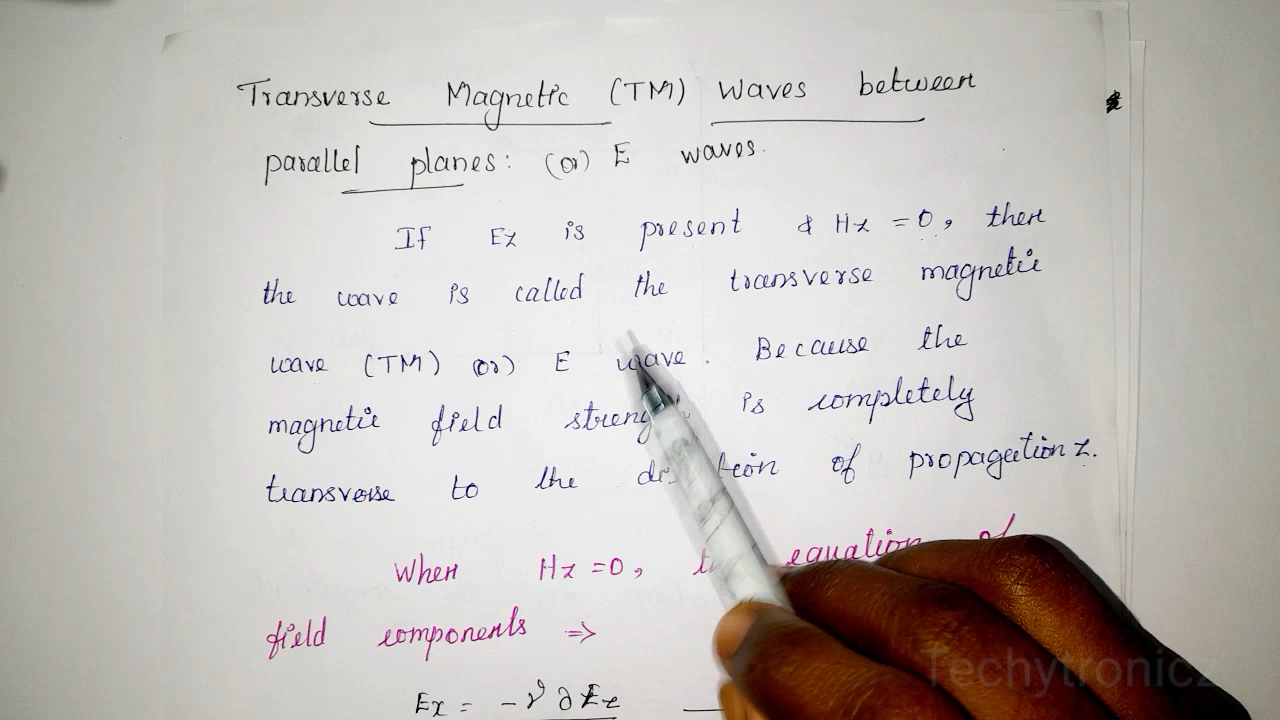 Transverse Magnetic (TM) Waves between
parallel planes: (or) E waves.
If Ez is present & Hz = 0, then
the wave is called the transverse magnetic
wave (TM) (or) E wave. Because the
magnetic field is completely
transverse to the of propagation z.
When Hz = 0, equation of
field components ⇒
Ex = -γ ∂Ez
Techytronicz